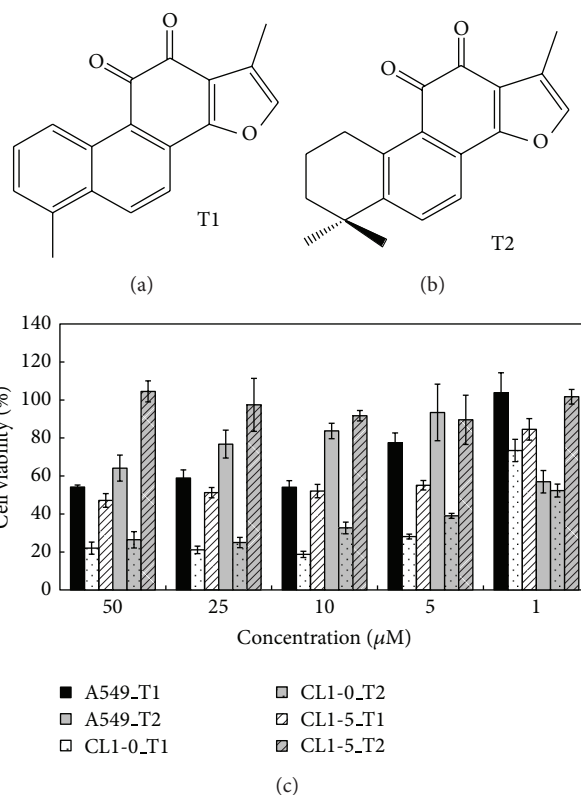 O O
O
T1
(a)
O O
O
T2
(b)
140
120
100
80
60
40
20
0
Cell viability (%)
50 25 10 5 1
Concentration (μM)
A549_T1
A549_T2
CL1-0_T1
CL1-0_T2
CL1-5_T1
CL1-5_T2
(c)